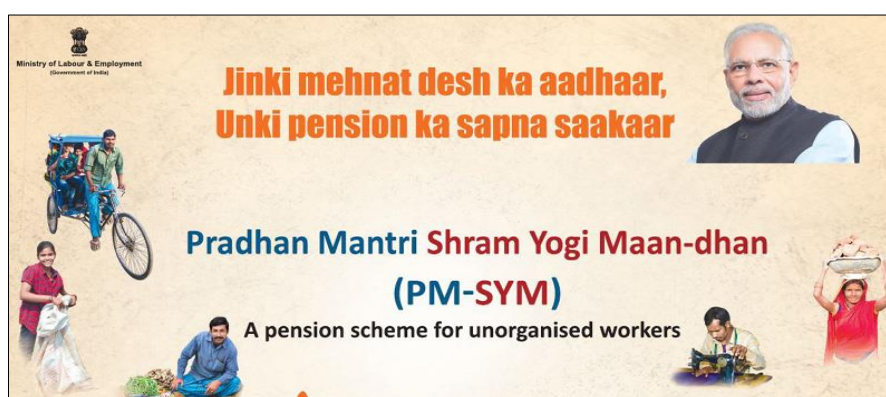 Ministry of Labour & Employment
(Government of India)
Jinki mehnat desh ka aadhaar,
Unki pension ka sapna saakaar
Pradhan Mantri Shram Yogi Maan-dhan
(PM-SYM)
A pension scheme for unorganised workers